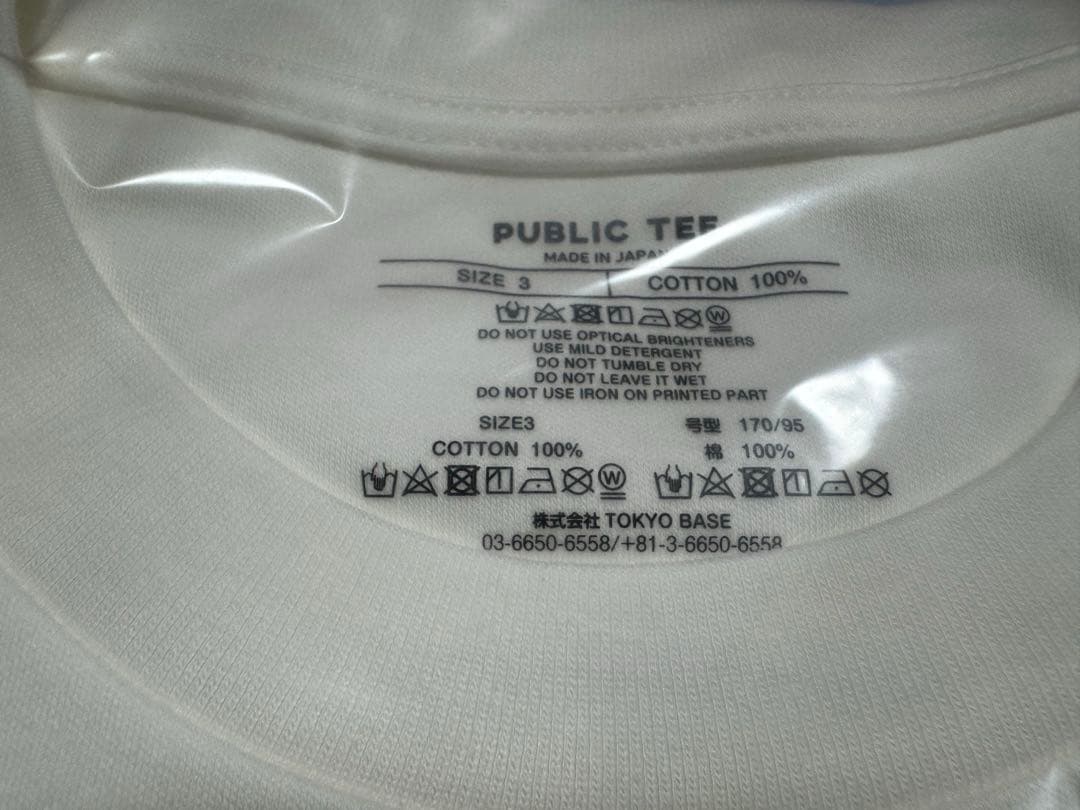 PUBLIC TEE
MADE IN JAPAN
SIZE 3 COTTON 100%
DO NOT USE OPTICAL BRIGHTENERS
USE MILD DETERGENT
DO NOT TUMBLE DRY
DO NOT LEAVE IT WET
DO NOT USE IRON ON PRINTED PART
SIZE3 号型 170/95
COTTON 100% 棉 100%
W
株式会社 TOKYO BASE
03-6650-6558/+81-3-6650-6558